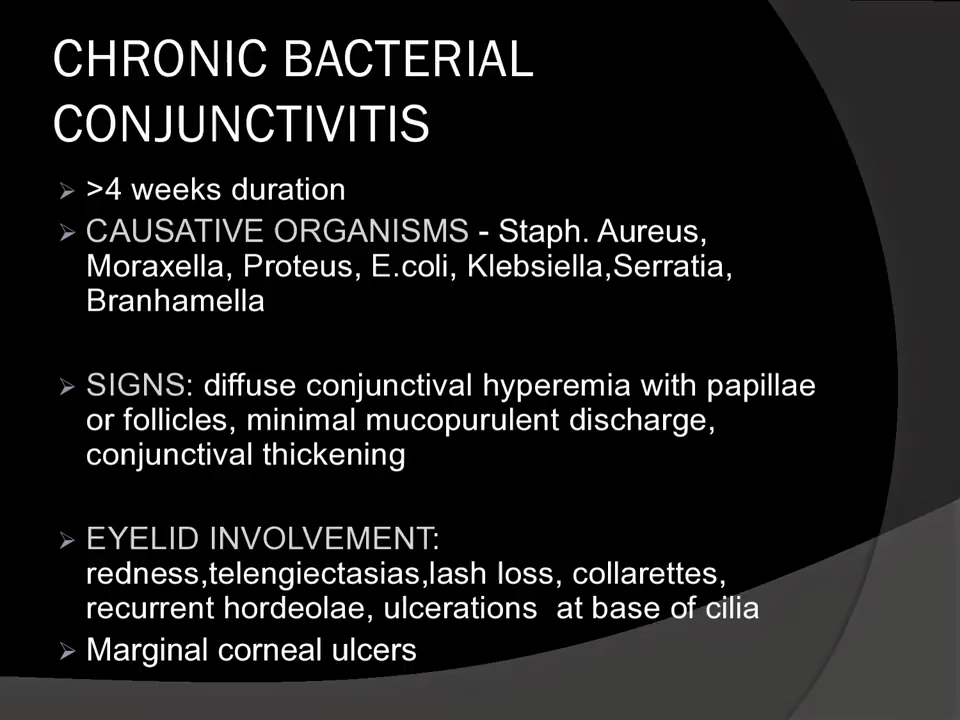 CHRONIC BACTERIAL
CONJUNCTIVITIS
>4 weeks duration
CAUSATIVE ORGANISMS - Staph. Aureus,
Moraxella, Proteus, E.coli, Klebsiella,Serratia,
Branhamella
SIGNS: diffuse conjunctival hyperemia with papillae
or follicles, minimal mucopurulent discharge,
conjunctival thickening
EYELID INVOLVEMENT:
redness,telengiectasias,lash loss, collarettes,
recurrent hordeolae, ulcerations  at base of cilia
Marginal corneal ulcers